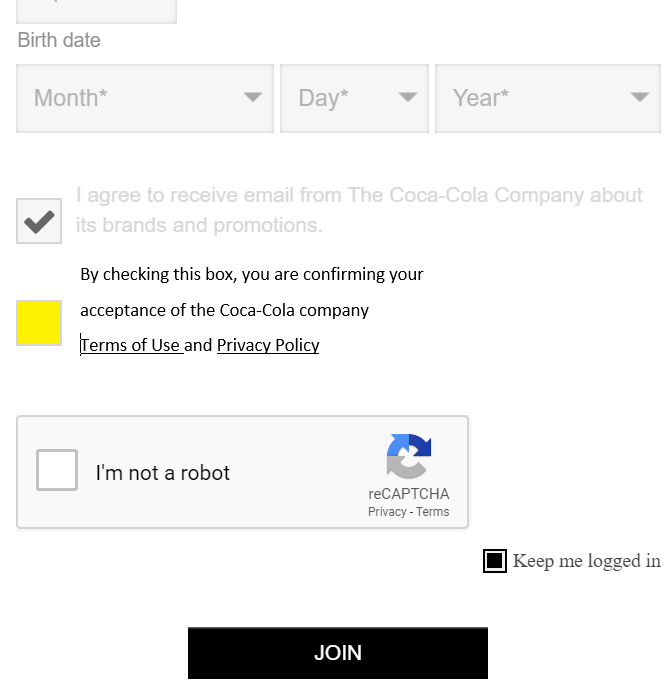 Birth date
Month* Day* Year*
I agree to receive email from The Coca-Cola Company about
its brands and promotions.
By checking this box, you are confirming your
acceptance of the Coca-Cola company
Terms of Use and Privacy Policy
I'm not a robot
reCAPTCHA
Privacy - Terms
Keep me logged in
JOIN